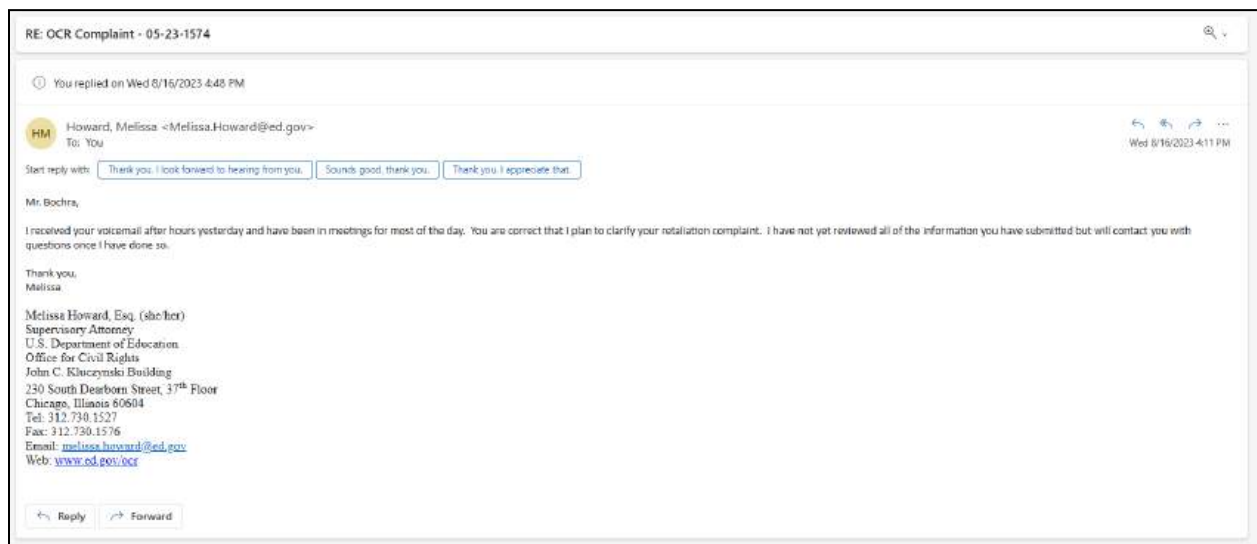 RE: OCR Complaint - 05-23-1574
You replied on Wed 8/16/2023 4:48 PM
HM
Howard, Melissa <Melissa.Howard@ed.gov>
To: You
Wed 8/16/2023 4:11 PM
Start reply with: Thank you. I look forward to hearing from you. Sounds good, thank you. Thank you. I appreciate that.
Mr. Bochra,
I received your voicemail after hours yesterday and have been in meetings for most of the day. You are correct that I plan to clarify your retaliation complaint. I have not yet reviewed all of the information you have submitted but will contact you with
questions once I have done so.
Thank you,
Melissa
Melissa Howard, Esq. (she/her)
Supervisory Attorney
U.S. Department of Education
Office for Civil Rights
John C. Kluczynski Building
230 South Dearborn Street, 37th Floor
Chicago, Illinois 60604
Tel: 312.730.1527
Fax: 312.730.1576
Email: melissa.howard@ed.gov
Web: www.ed.gov/ocr
Reply Forward